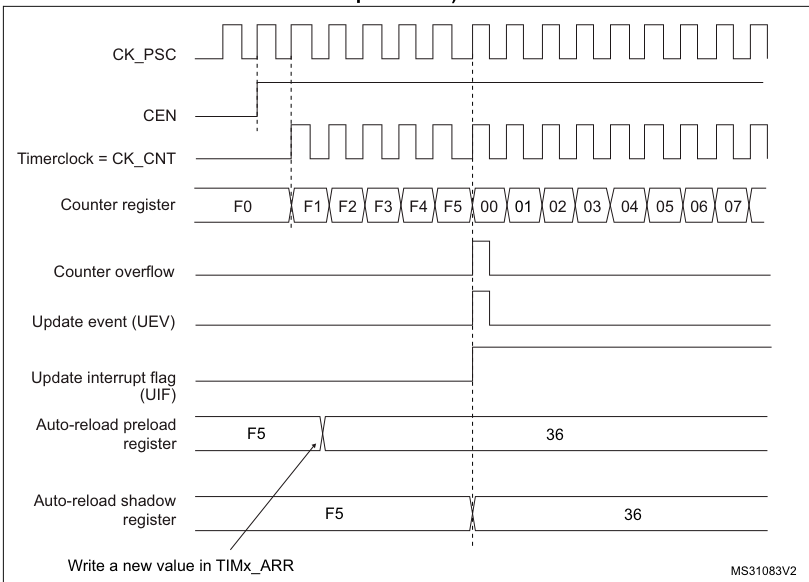 CK_PSC
CEN
Timerclock = CK_CNT
Counter register
F0 F1 F2 F3 F4 F5 00 01 02 03 04 05 06 07
Counter overflow
Update event (UEV)
Update interrupt flag
(UIF)
Auto-reload preload
register
F5 36
Auto-reload shadow
register
F5 36
Write a new value in TIMx_ARR
MS31083V2